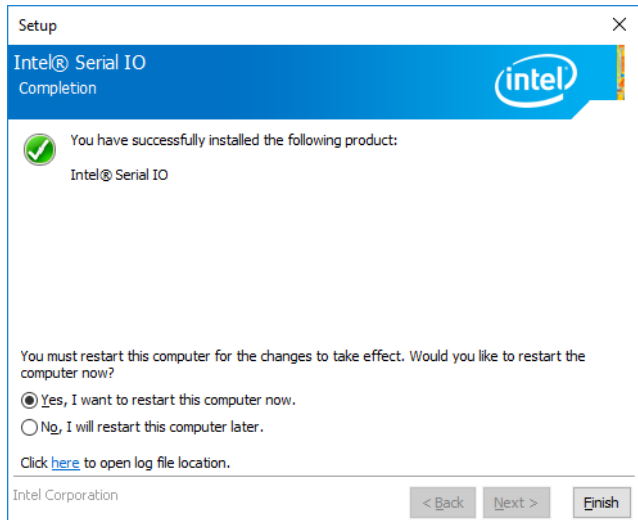 Setup
Intel® Serial IO
Completion
intel
You have successfully installed the following product:
Intel® Serial IO
You must restart this computer for the changes to take effect. Would you like to restart the
computer now?
Yes, I want to restart this computer now.
No, I will restart this computer later.
Click here to open log file location.
Intel Corporation
< Back Next > Finish